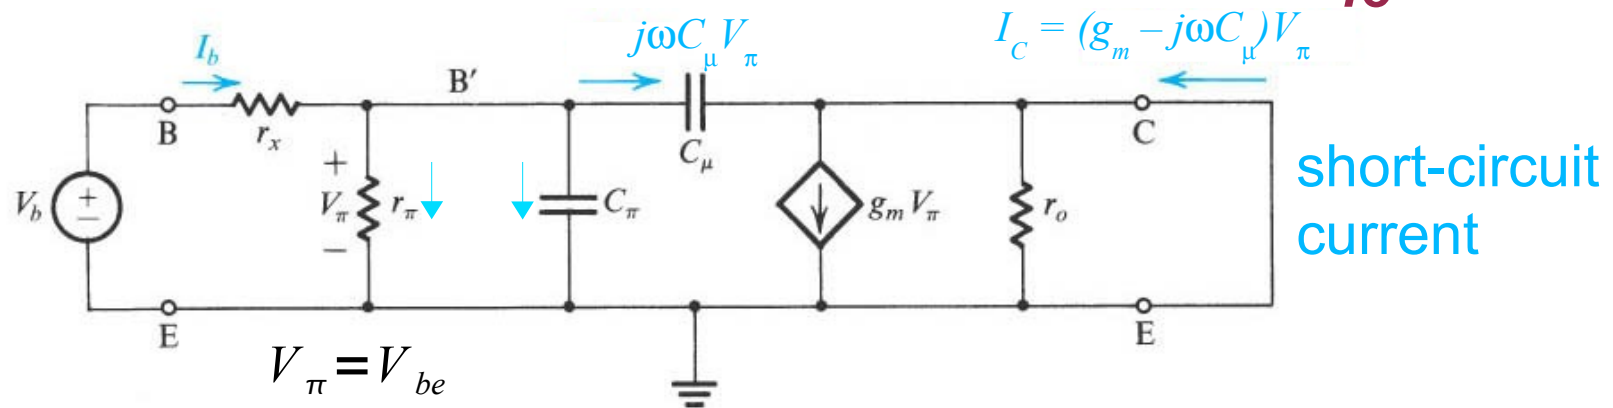 I_b
jωC_μ V_π
I_C = (g_m – jωC_μ)V_π
B
r_x
B′
C_μ
C
V_b
+
–
+
V_π
–
r_π
C_π
g_m V_π
r_o
short-circuit
current
E
E
V_π = V_be